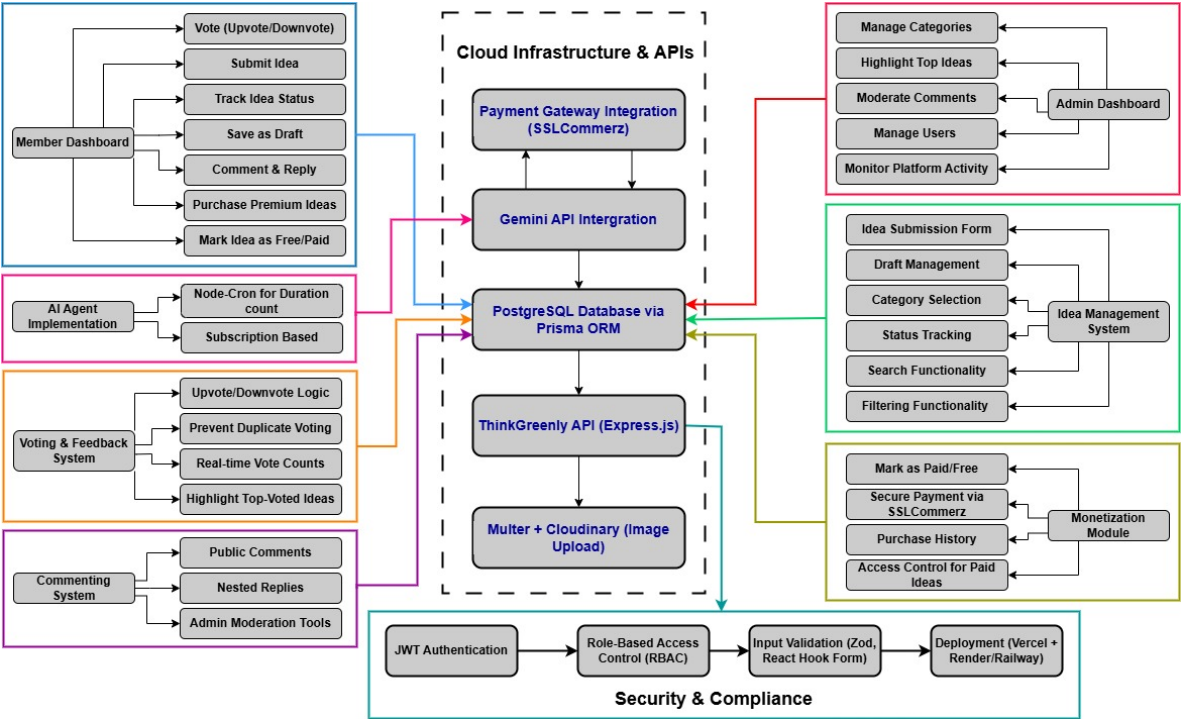 Vote (Upvote/Downvote)
Submit Idea
Track Idea Status
Member Dashboard
Save as Draft
Comment & Reply
Purchase Premium Ideas
Mark Idea as Free/Paid
AI Agent
Implementation
Node-Cron for Duration
count
Subscription Based
Upvote/Downvote Logic
Voting & Feedback
System
Prevent Duplicate Voting
Real-time Vote Counts
Highlight Top-Voted Ideas
Public Comments
Commenting
System
Nested Replies
Admin Moderation Tools
Cloud Infrastructure & APIs
Payment Gateway Integration
(SSLCommerz)
Gemini API Intergration
PostgreSQL Database via
Prisma ORM
ThinkGreenly API (Express.js)
Multer + Cloudinary (Image
Upload)
Manage Categories
Highlight Top Ideas
Moderate Comments
Admin Dashboard
Manage Users
Monitor Platform Activity
Idea Submission Form
Draft Management
Category Selection
Idea Management
System
Status Tracking
Search Functionality
Filtering Functionality
Mark as Paid/Free
Secure Payment via
SSLCommerz
Monetization
Module
Purchase History
Access Control for Paid
Ideas
JWT Authentication
Role-Based Access
Control (RBAC)
Input Validation (Zod,
React Hook Form)
Deployment (Vercel +
Render/Railway)
Security & Compliance